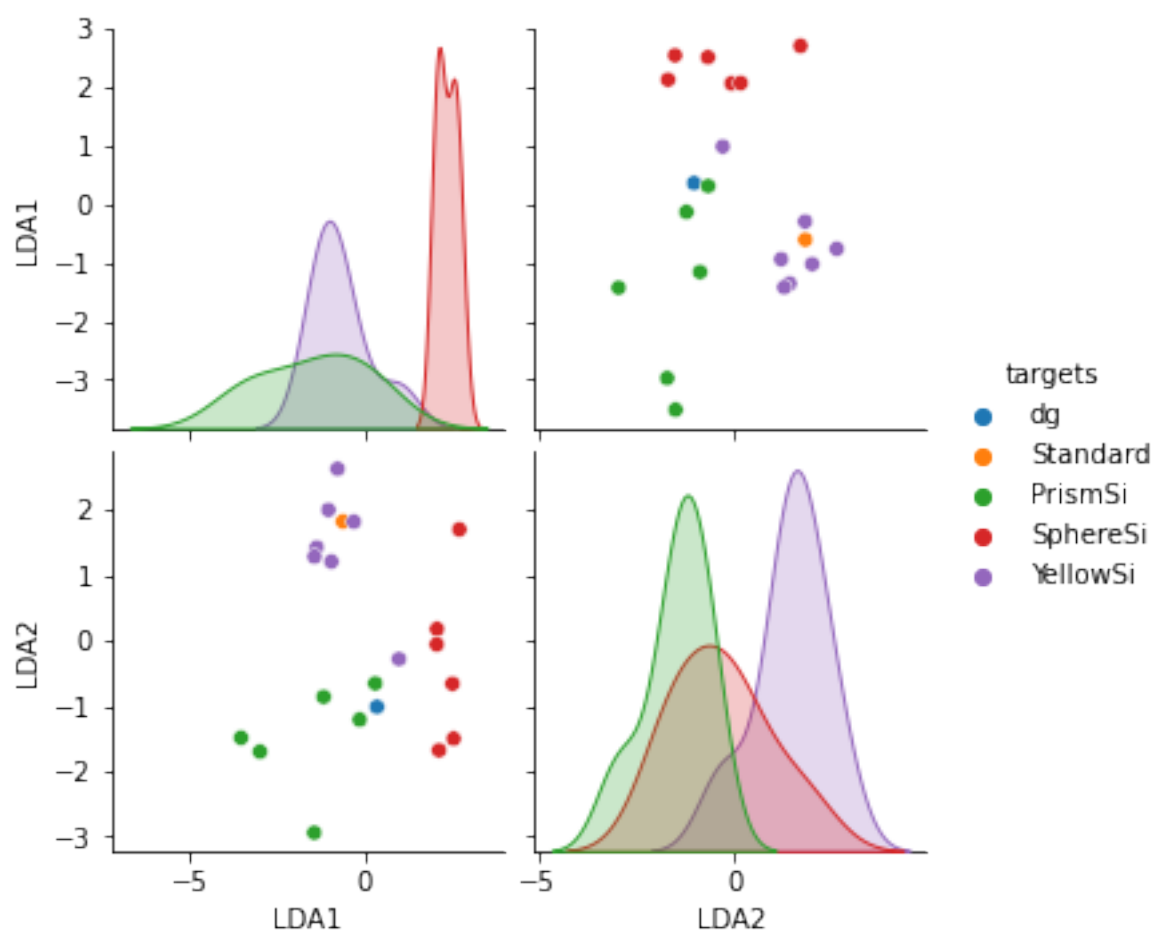 3
2
1
0
−1
−2
−3
LDA1
2
1
0
−1
−2
−3
LDA2
−5 0
LDA1
−5 0
LDA2
targets
dg
Standard
PrismSi
SphereSi
YellowSi